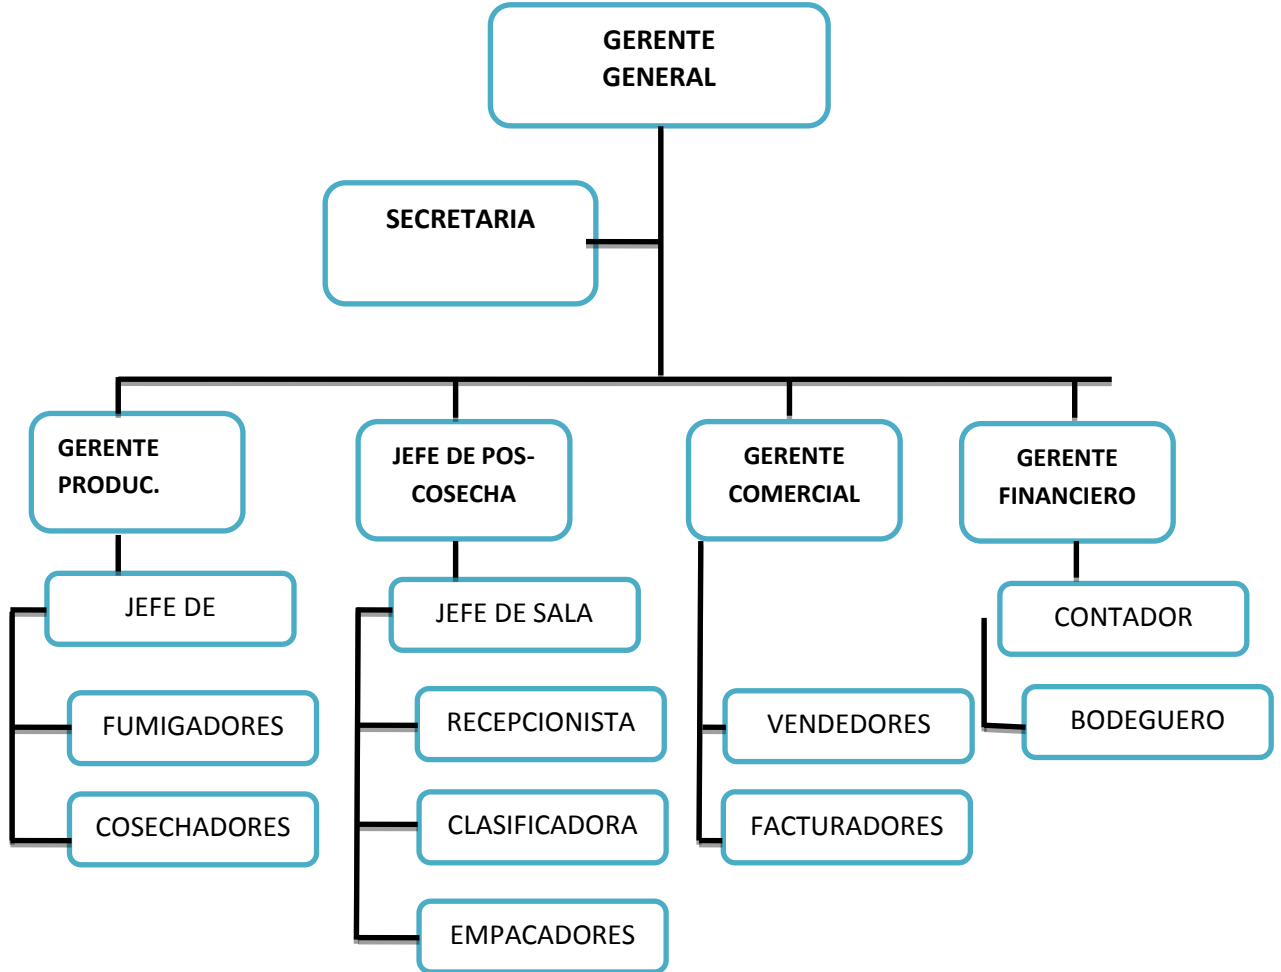 GERENTE
GENERAL
SECRETARIA
GERENTE
PRODUC.
JEFE DE POS-
COSECHA
GERENTE
COMERCIAL
GERENTE
FINANCIERO
JEFE DE
JEFE DE SALA
CONTADOR
FUMIGADORES
RECEPCIONISTA
VENDEDORES
BODEGUERO
COSECHADORES
CLASIFICADORA
FACTURADORES
EMPACADORES